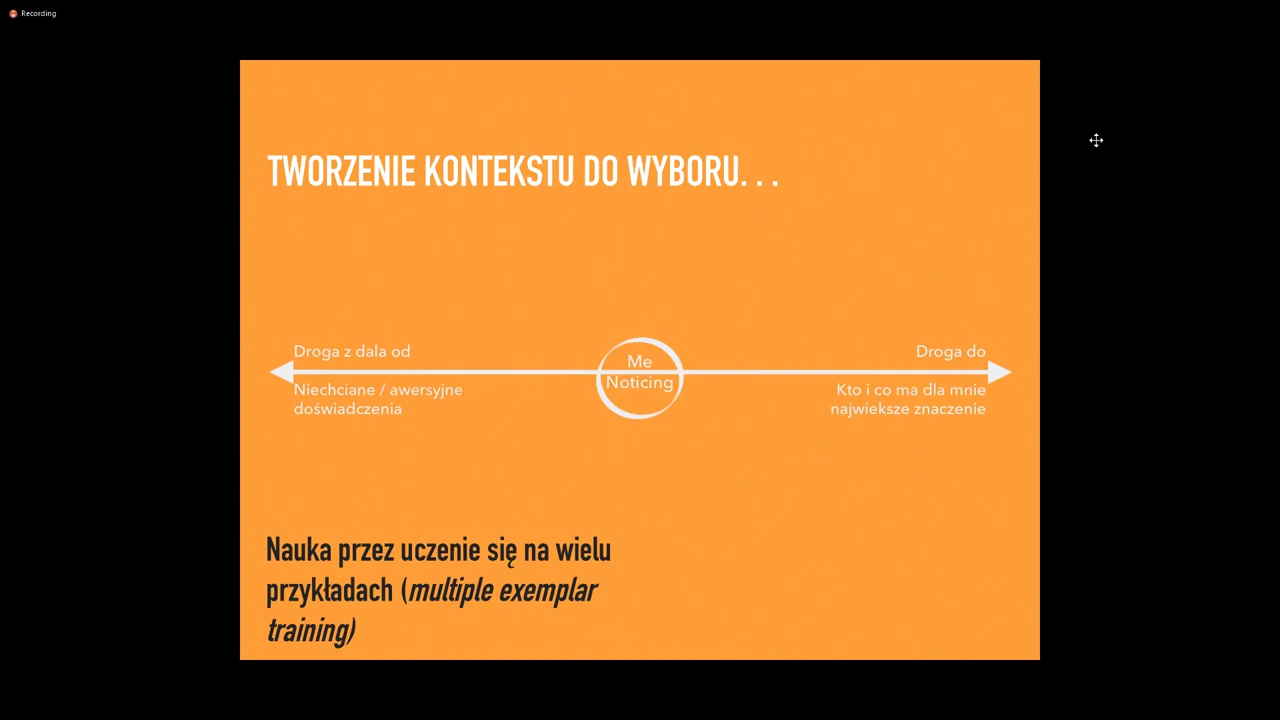 Recording
TWORZENIE KONTEKSTU DO WYBORU. . .
Droga z dala od
Niechciane / awersyjne
doświadczenia
Me
Noticing
Droga do
Kto i co ma dla mnie
najwieksze znaczenie
Nauka przez uczenie się na wielu
przykładach (multiple exemplar
training)